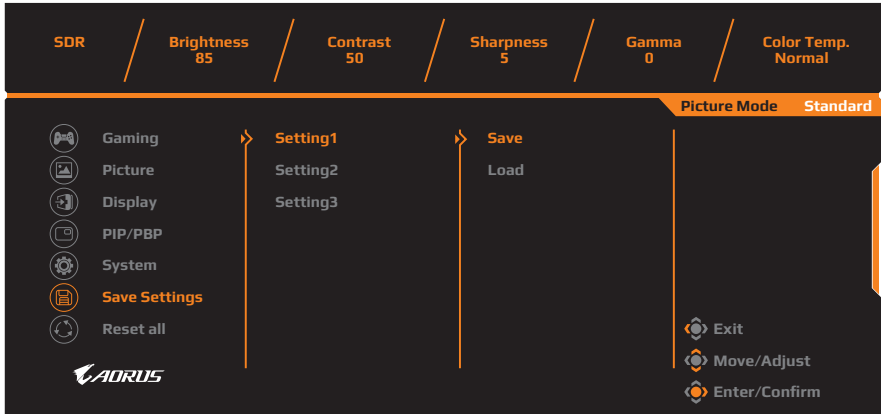 SDR Brightness Contrast Sharpness Gamma Color Temp.
85 50 5 0 Normal
Picture Mode Standard
Gaming Setting1 Save
Picture Setting2 Load
Display Setting3
PIP/PBP
System
Save Settings
Reset all Exit
AORUS Move/Adjust
Enter/Confirm